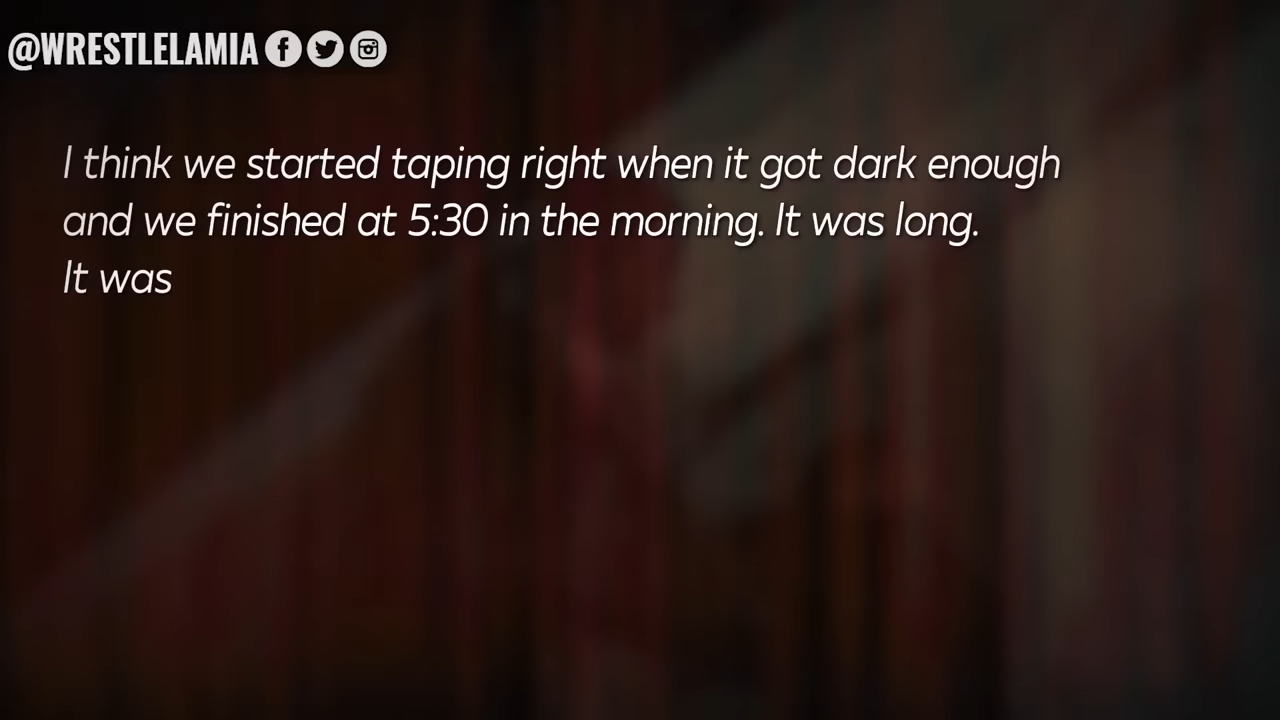 @WRESTLELAMIA
I think we started taping right when it got dark enough
and we finished at 5:30 in the morning. It was long.
It was